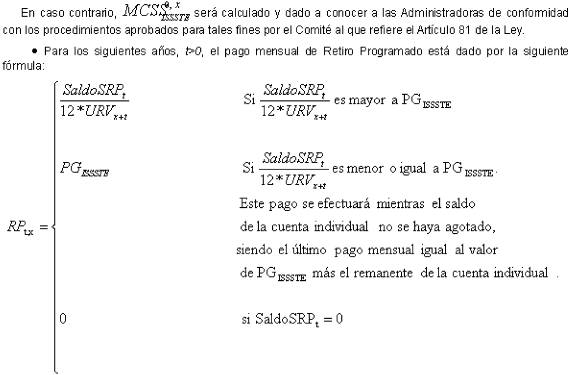 En caso contrario, MCSS^{0, x}_{ISSSTE} será calculado y dado a conocer a las Administradoras de conformidad
con los procedimientos aprobados para tales fines por el Comité al que refiere el Artículo 81 de la Ley.
● Para los siguientes años, t>0, el pago mensual de Retiro Programado está dado por la siguiente
fórmula:
SaldoSRP_t / 12*URV_{x+t} Si SaldoSRP_t / 12*URV_{x+t} es mayor a PG_{ISSSTE}
PG_{ISSSTE} Si SaldoSRP_t / 12*URV_{x+t} es menor o igual a PG_{ISSSTE}.
Este pago se efectuará mientras el saldo
de la cuenta individual no se haya agotado,
RP_{tx} = siendo el último pago mensual igual al valor
de PG_{ISSSTE} más el remanente de la cuenta individual .
0 si SaldoSRP_t = 0